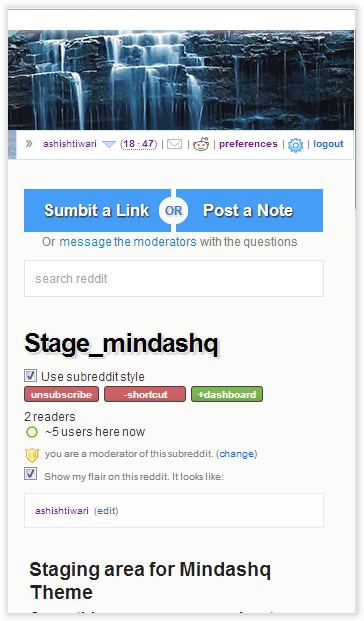 » ashishtiwari (18 · 47) | | | preferences | | logout
Sumbit a Link OR Post a Note
Or message the moderators with the questions
search reddit
Stage_mindashq
Use subreddit style
unsubscribe -shortcut +dashboard
2 readers
~5 users here now
you are a moderator of this subreddit. (change)
Show my flair on this reddit. It looks like:
ashishtiwari (edit)
Staging area for Mindashq
Theme